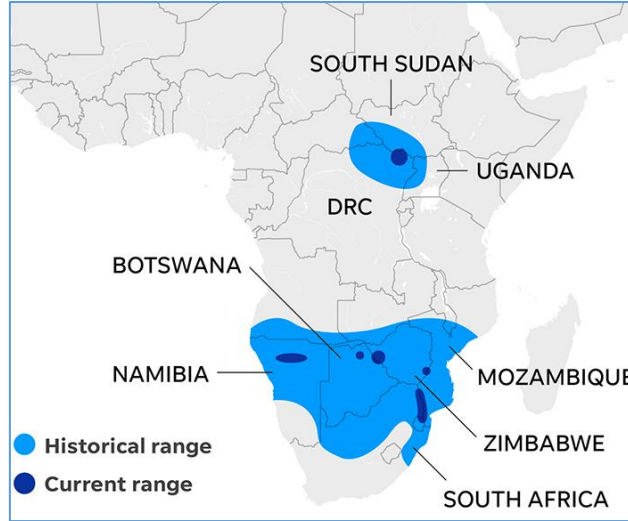 SOUTH SUDAN
UGANDA
DRC
BOTSWANA
NAMIBIA
MOZAMBIQUE
ZIMBABWE
SOUTH AFRICA
Historical range
Current range